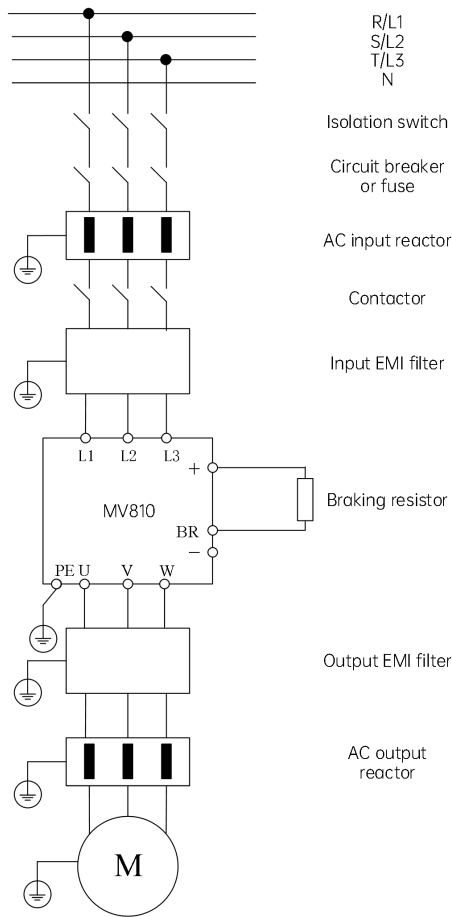 R/L1
S/L2
T/L3
N
Isolation switch
Circuit breaker
or fuse
AC input reactor
Contactor
Input EMI filter
L1 L2 L3
+
MV810
Braking resistor
BR
−
PE U V W
Output EMI filter
AC output
reactor
M